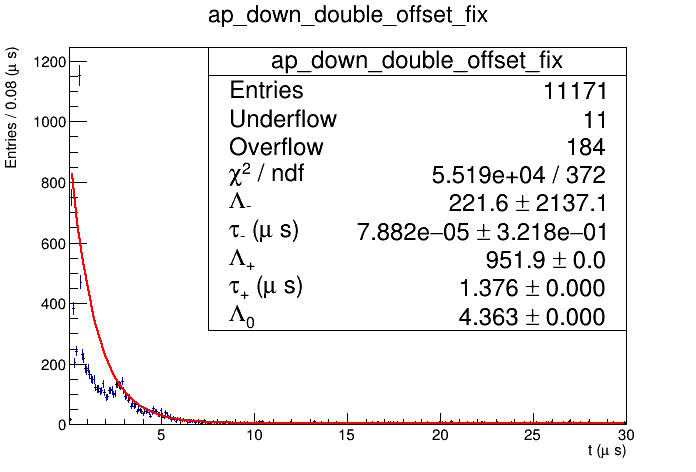 ap_down_double_offset_fix
Entries / 0.08 (μ s)
ap_down_double_offset_fix
Entries 11171
Underflow 11
Overflow 184
χ² / ndf 5.519e+04 / 372
Λ₋ 221.6 ± 2137.1
τ₋ (μ s) 7.882e−05 ± 3.218e−01
Λ₊ 951.9 ± 0.0
τ₊ (μ s) 1.376 ± 0.000
Λ₀ 4.363 ± 0.000
1200
1000
800
600
400
200
0
5 10 15 20 25 30
t (μ s)